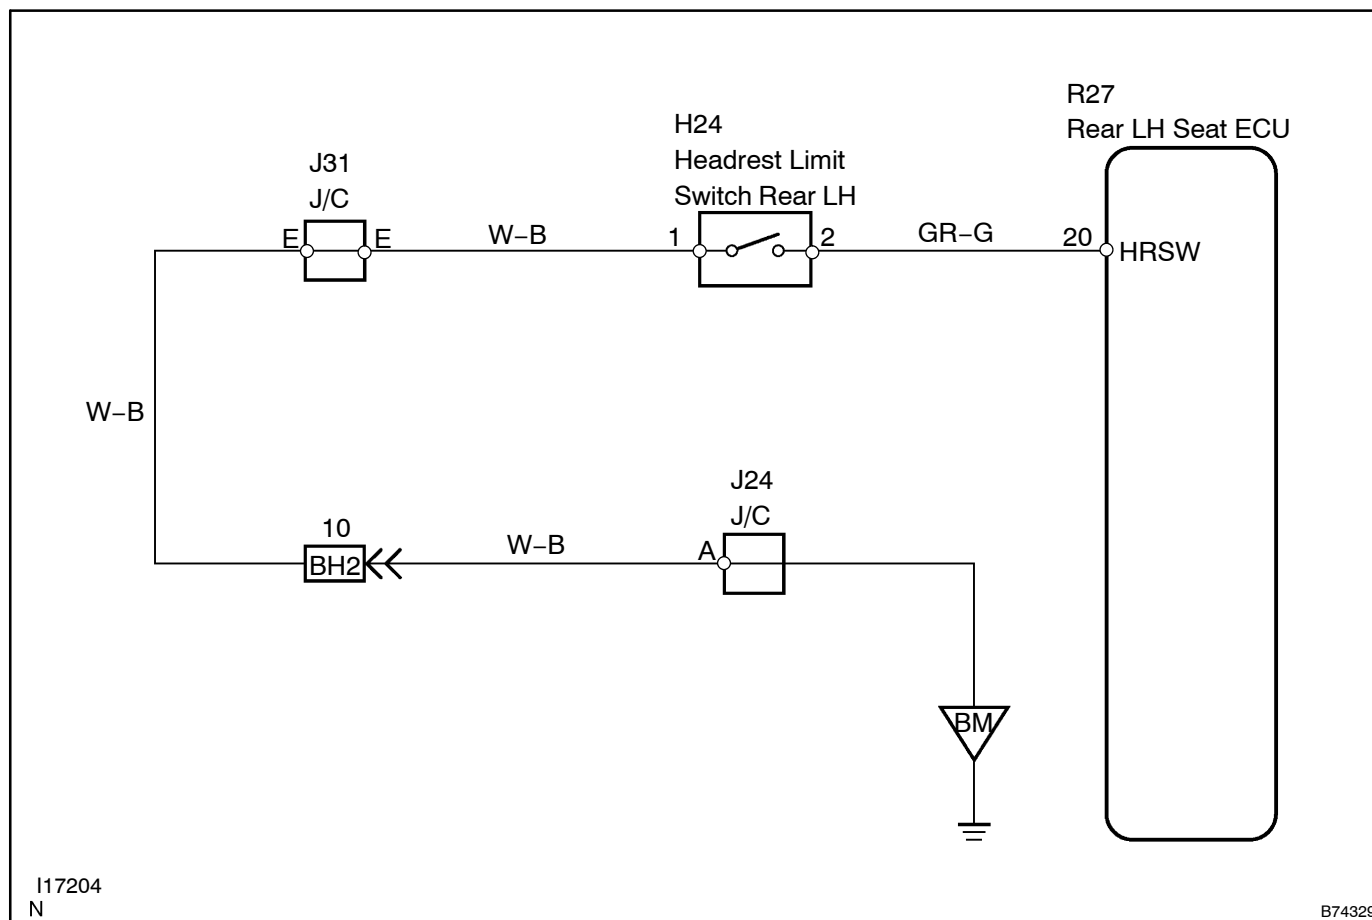 R27
Rear LH Seat ECU
H24
Headrest Limit
Switch Rear LH
J31
J/C
E
E
W–B
1
2
GR–G
20
HRSW
W–B
J24
J/C
10
BH2
W–B
A
BM
I17204
N
B74329